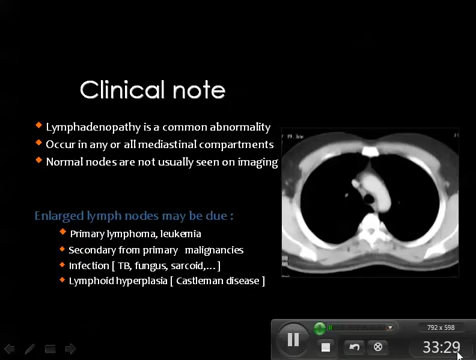 Clinical note
Lymphadenopathy is a common abnormality
Occur in any or all mediastinal compartments
Normal nodes are not usually seen on imaging
Enlarged lymph nodes may be due :
Primary lymphoma, leukemia
Secondary from primary malignancies
Infection [ TB, fungus, sarcoid,... ]
Lymphoid hyperplasia [ Castleman disease ]
792 x 598
33:29